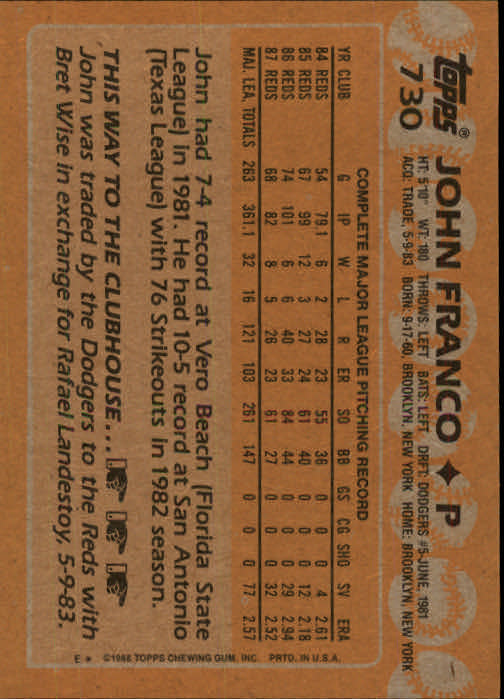 topps®
730
JOHN FRANCO ✦ P
HT: 5'10" WT: 180 THROWS: LEFT BATS: LEFT DRFT: DODGERS #5-JUNE, 1981
ACQ: TRADE, 5-9-83 BORN: 9-17-60, BROOKLYN, NEW YORK HOME: BROOKLYN, NEW YORK
COMPLETE MAJOR LEAGUE PITCHING RECORD
YR CLUB G IP W L R ER SO BB GS CG SHO SV ERA
84 REDS 54 79.1 6 2 28 23 55 36 0 0 0 4 2.61
85 REDS 67 99 12 3 27 24 61 40 0 0 0 12 2.18
86 REDS 74 101 6 6 40 33 84 44 0 0 0 29 2.94
87 REDS 68 82 8 5 26 23 61 27 0 0 0 32 2.52
MAJ. LEA. TOTALS 263 361.1 32 16 121 103 261 147 0 0 0 77 2.57
John had 7-4 record at Vero Beach (Florida State
League) in 1981. He had 10-5 record at San Antonio
(Texas League) with 76 Strikeouts in 1982 season.
THIS WAY TO THE CLUBHOUSE...
John was traded by the Dodgers to the Reds with
Bret Wise in exchange for Rafael Landestoy, 5-9-83.
E * ©1988 TOPPS CHEWING GUM, INC. PRTD. IN U.S.A.